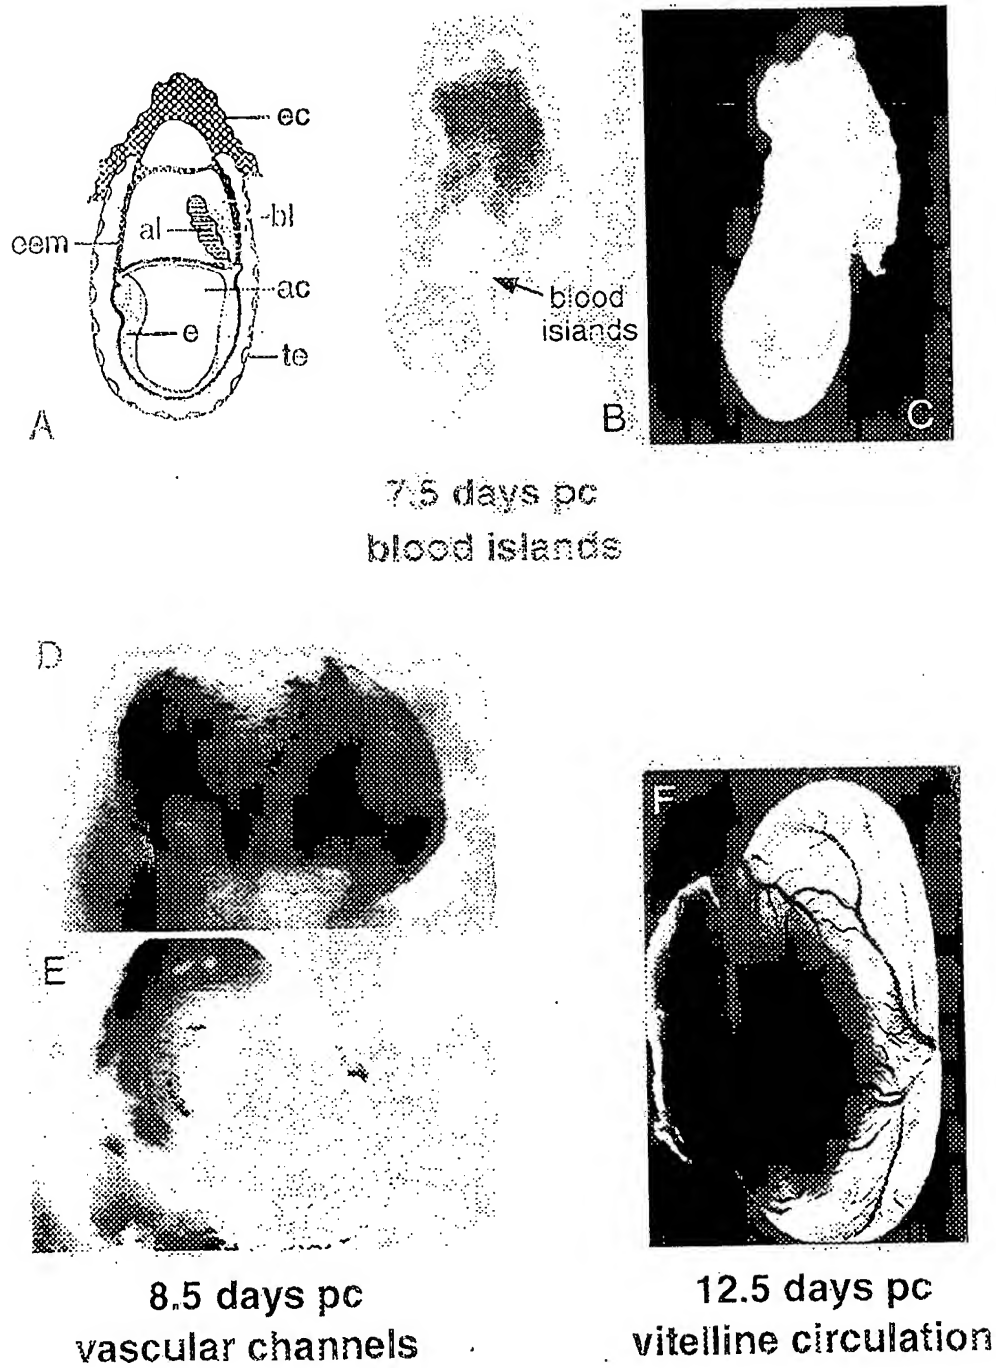 ec
bl
al
eem
ac
e
te
A
blood
islands
B
C
7.5 days pc
blood islands
D
E
F
8.5 days pc
vascular channels
12.5 days pc
vitelline circulation